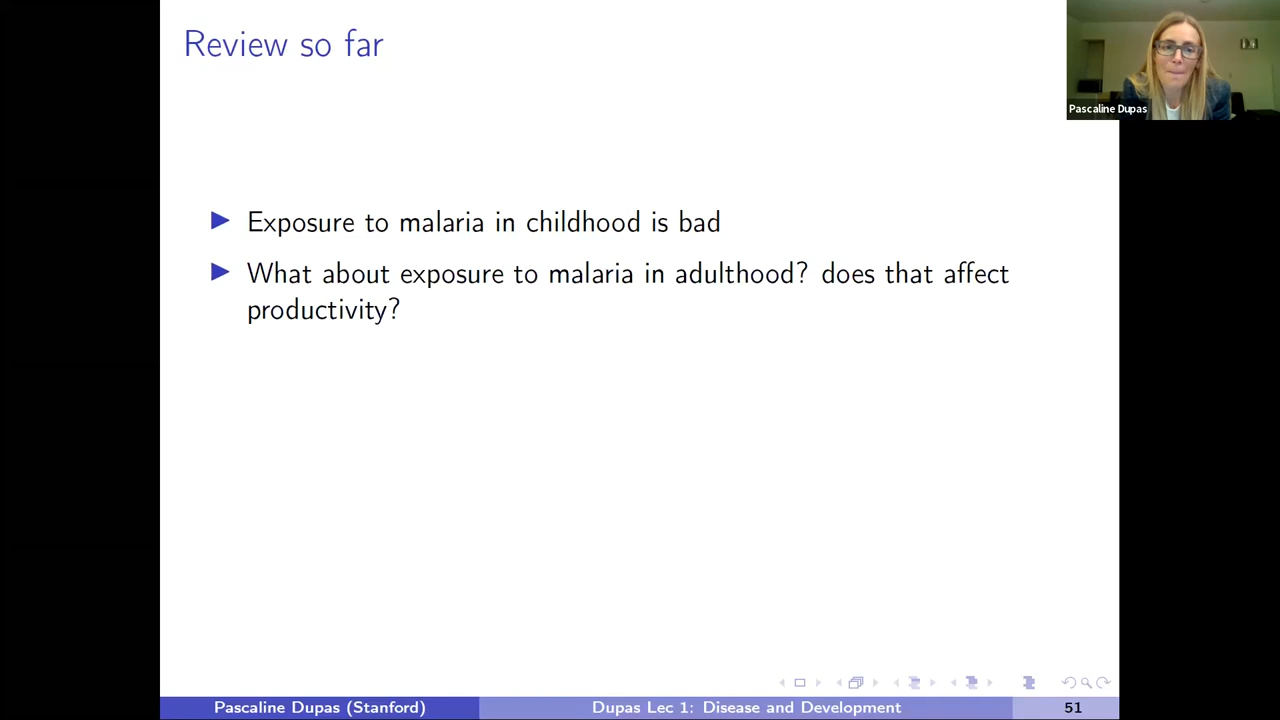 Review so far
Pascaline Dupas
Exposure to malaria in childhood is bad
What about exposure to malaria in adulthood? does that affect
productivity?
Pascaline Dupas (Stanford)
Dupas Lec 1: Disease and Development
51